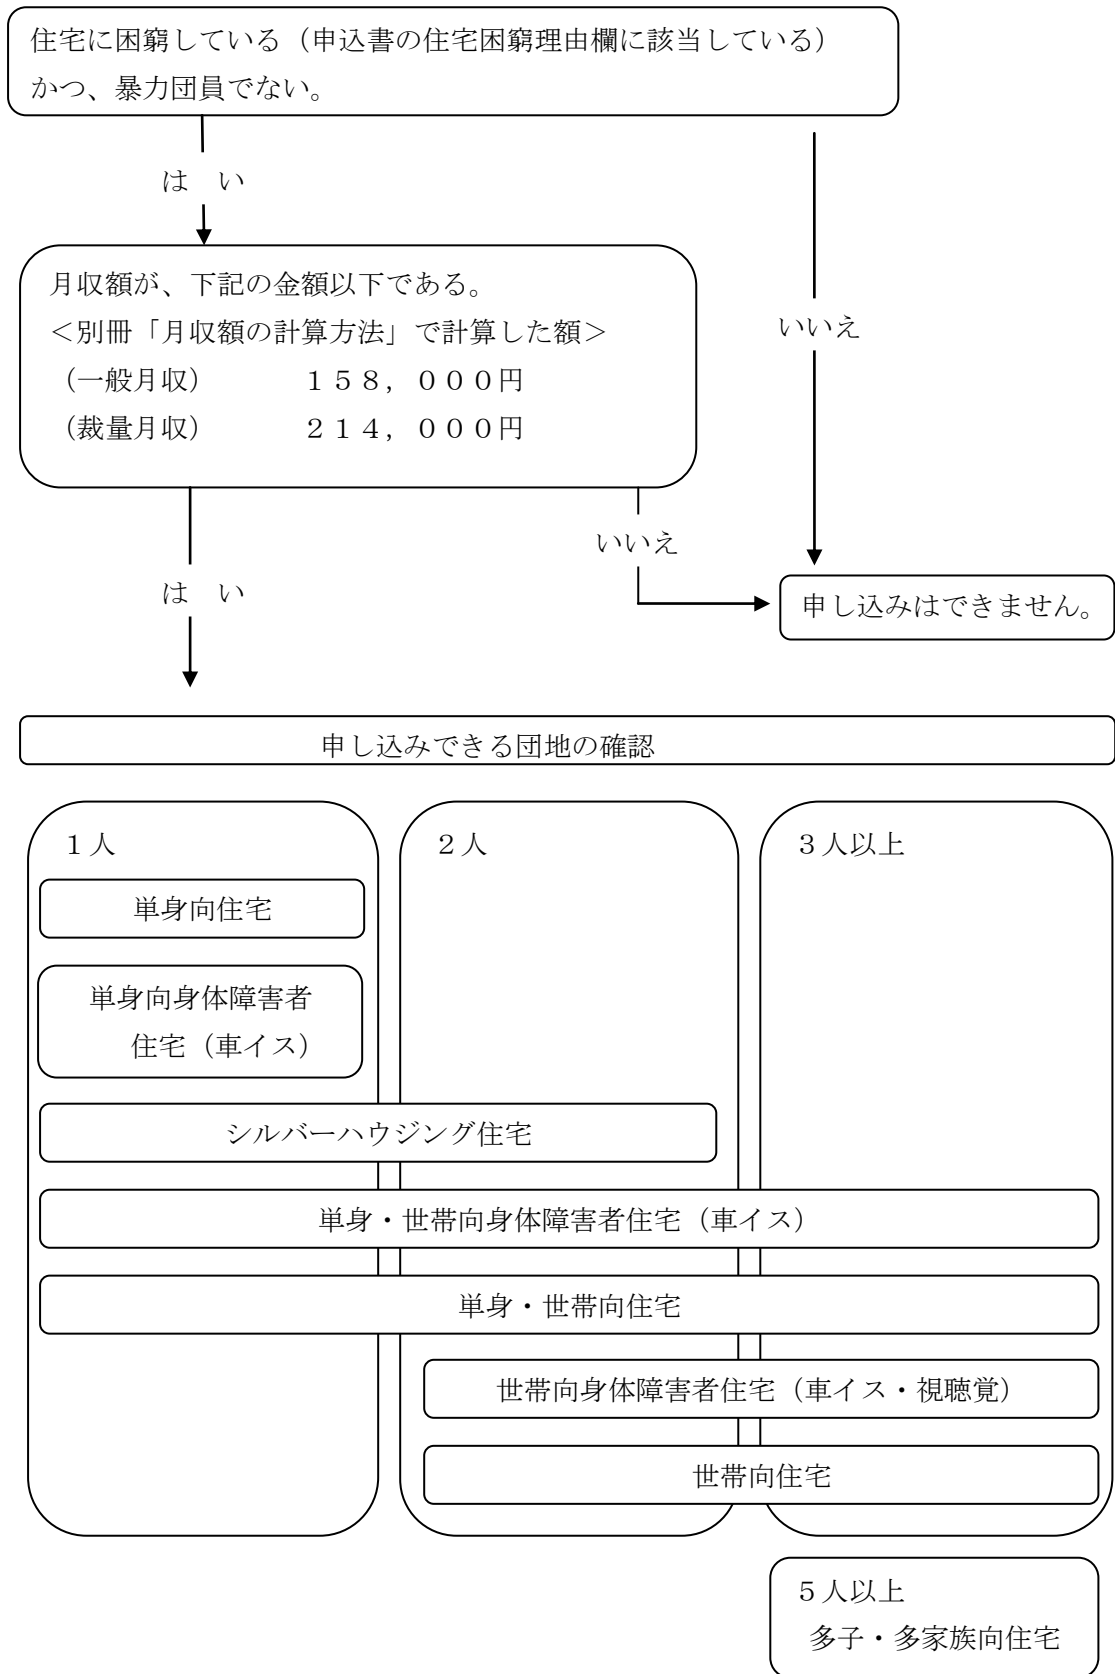 住宅に困窮している（申込書の住宅困窮理由欄に該当している）
かつ、暴力団員でない。
は　い
月収額が、下記の金額以下である。
＜別冊「月収額の計算方法」で計算した額＞
（一般月収）　　　１５８，０００円
（裁量月収）　　　２１４，０００円
いいえ
いいえ
は　い
申し込みはできません。
申し込みできる団地の確認
１人
２人
３人以上
単身向住宅
単身向身体障害者
住宅（車イス）
シルバーハウジング住宅
単身・世帯向身体障害者住宅（車イス）
単身・世帯向住宅
世帯向身体障害者住宅（車イス・視聴覚）
世帯向住宅
５人以上
多子・多家族向住宅